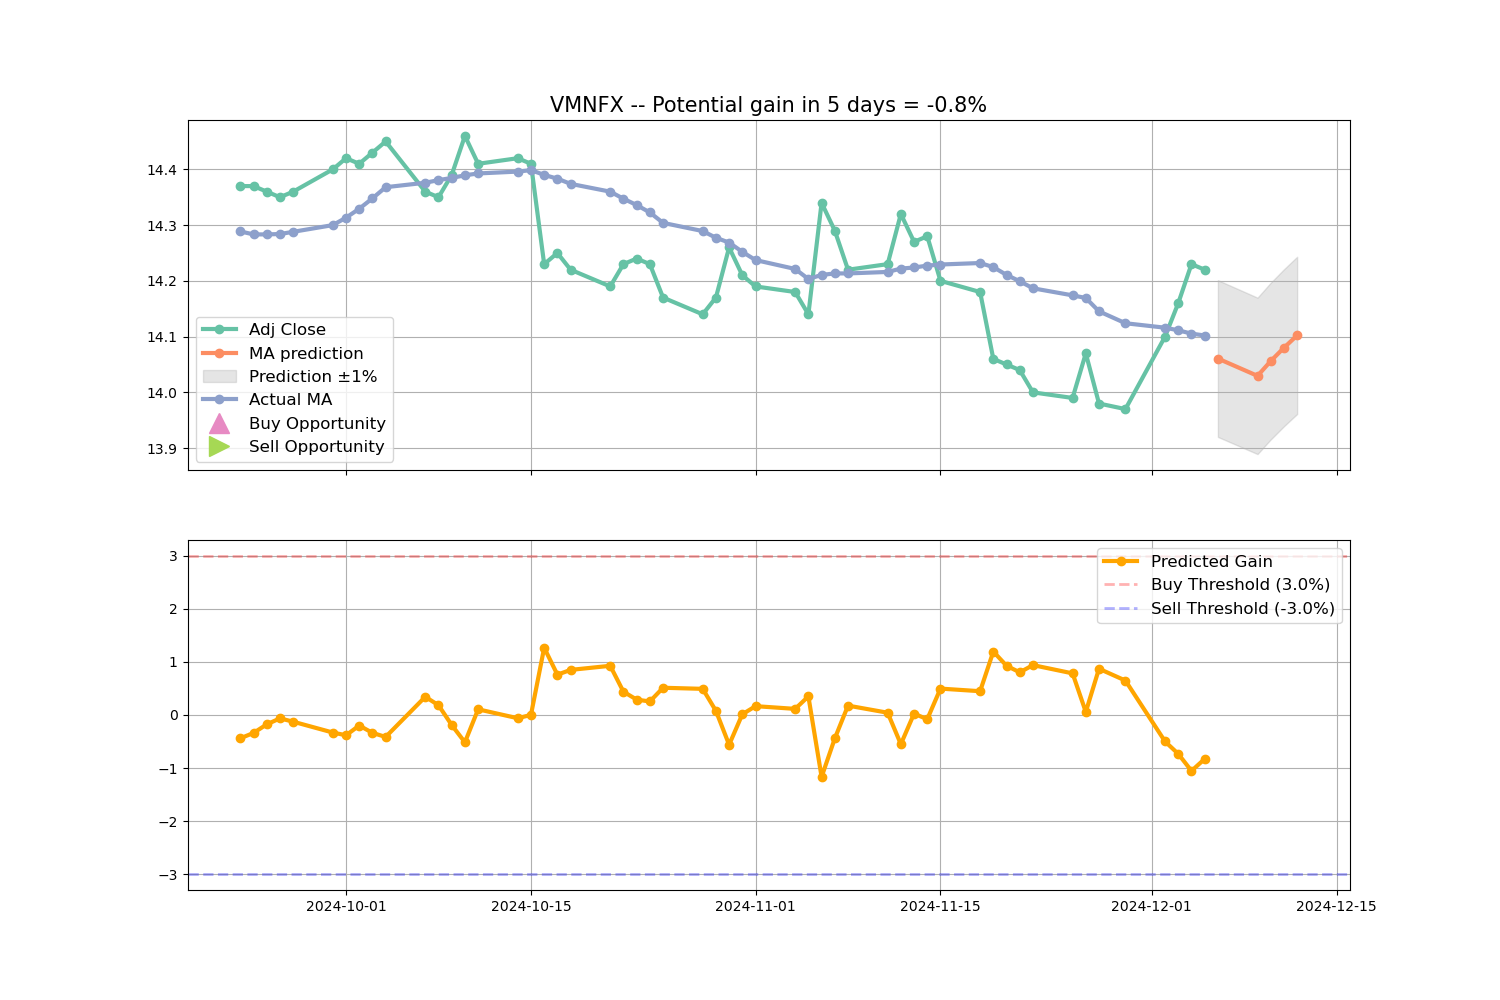 VMNFX -- Potential gain in 5 days = -0.8%
14.4
14.3
14.2
14.1
14.0
13.9
Adj Close
MA prediction
Prediction ±1%
Actual MA
Buy Opportunity
Sell Opportunity
3
2
1
0
−1
−2
−3
Predicted Gain
Buy Threshold (3.0%)
Sell Threshold (-3.0%)
2024-10-01
2024-10-15
2024-11-01
2024-11-15
2024-12-01
2024-12-15